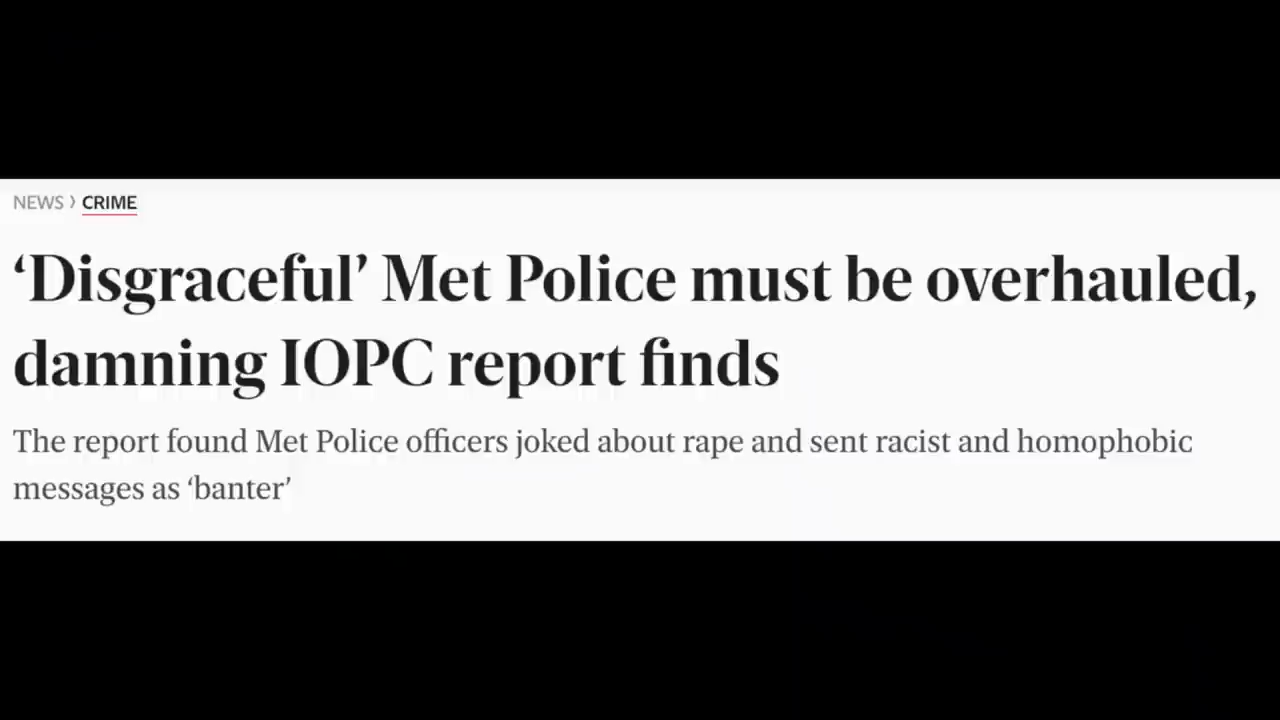 NEWS › CRIME
‘Disgraceful’ Met Police must be overhauled,
damning IOPC report finds
The report found Met Police officers joked about rape and sent racist and homophobic
messages as ‘banter’